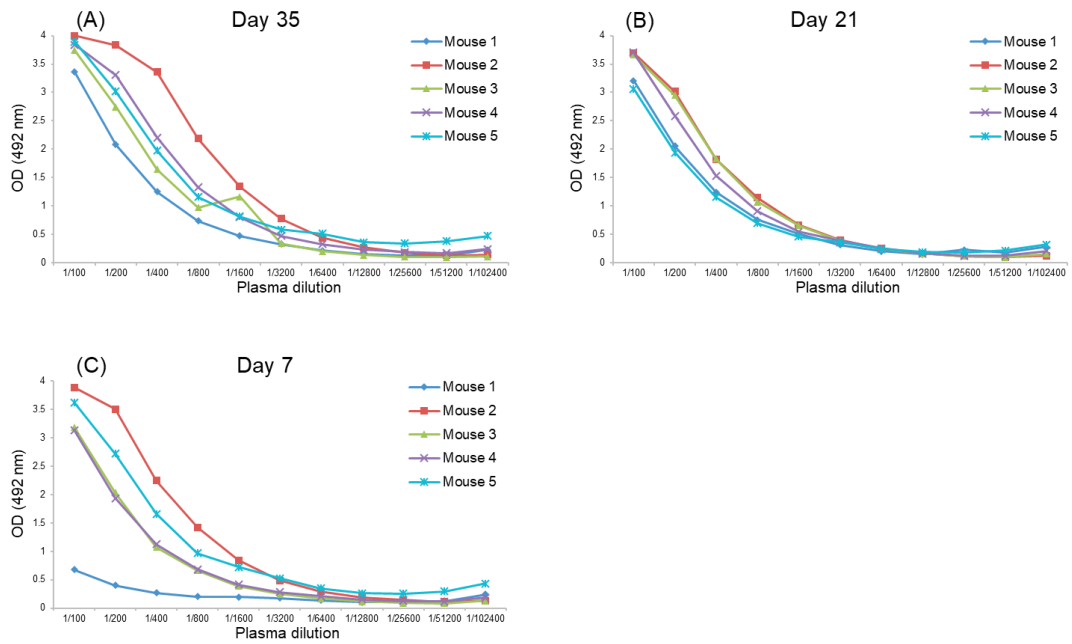 (A) Day 35
OD (492 nm)
4
3.5
3
2.5
2
1.5
1
0.5
0
Mouse 1
Mouse 2
Mouse 3
Mouse 4
Mouse 5
1/100 1/200 1/400 1/800 1/1600 1/3200 1/6400 1/12800 1/25600 1/51200 1/102400
Plasma dilution
(B) Day 21
OD (492 nm)
4
3.5
3
2.5
2
1.5
1
0.5
0
Mouse 1
Mouse 2
Mouse 3
Mouse 4
Mouse 5
1/100 1/200 1/400 1/800 1/1600 1/3200 1/6400 1/12800 1/25600 1/51200 1/102400
Plasma dilution
(C) Day 7
OD (492 nm)
4
3.5
3
2.5
2
1.5
1
0.5
0
Mouse 1
Mouse 2
Mouse 3
Mouse 4
Mouse 5
1/100 1/200 1/400 1/800 1/1600 1/3200 1/6400 1/12800 1/25600 1/51200 1/102400
Plasma dilution